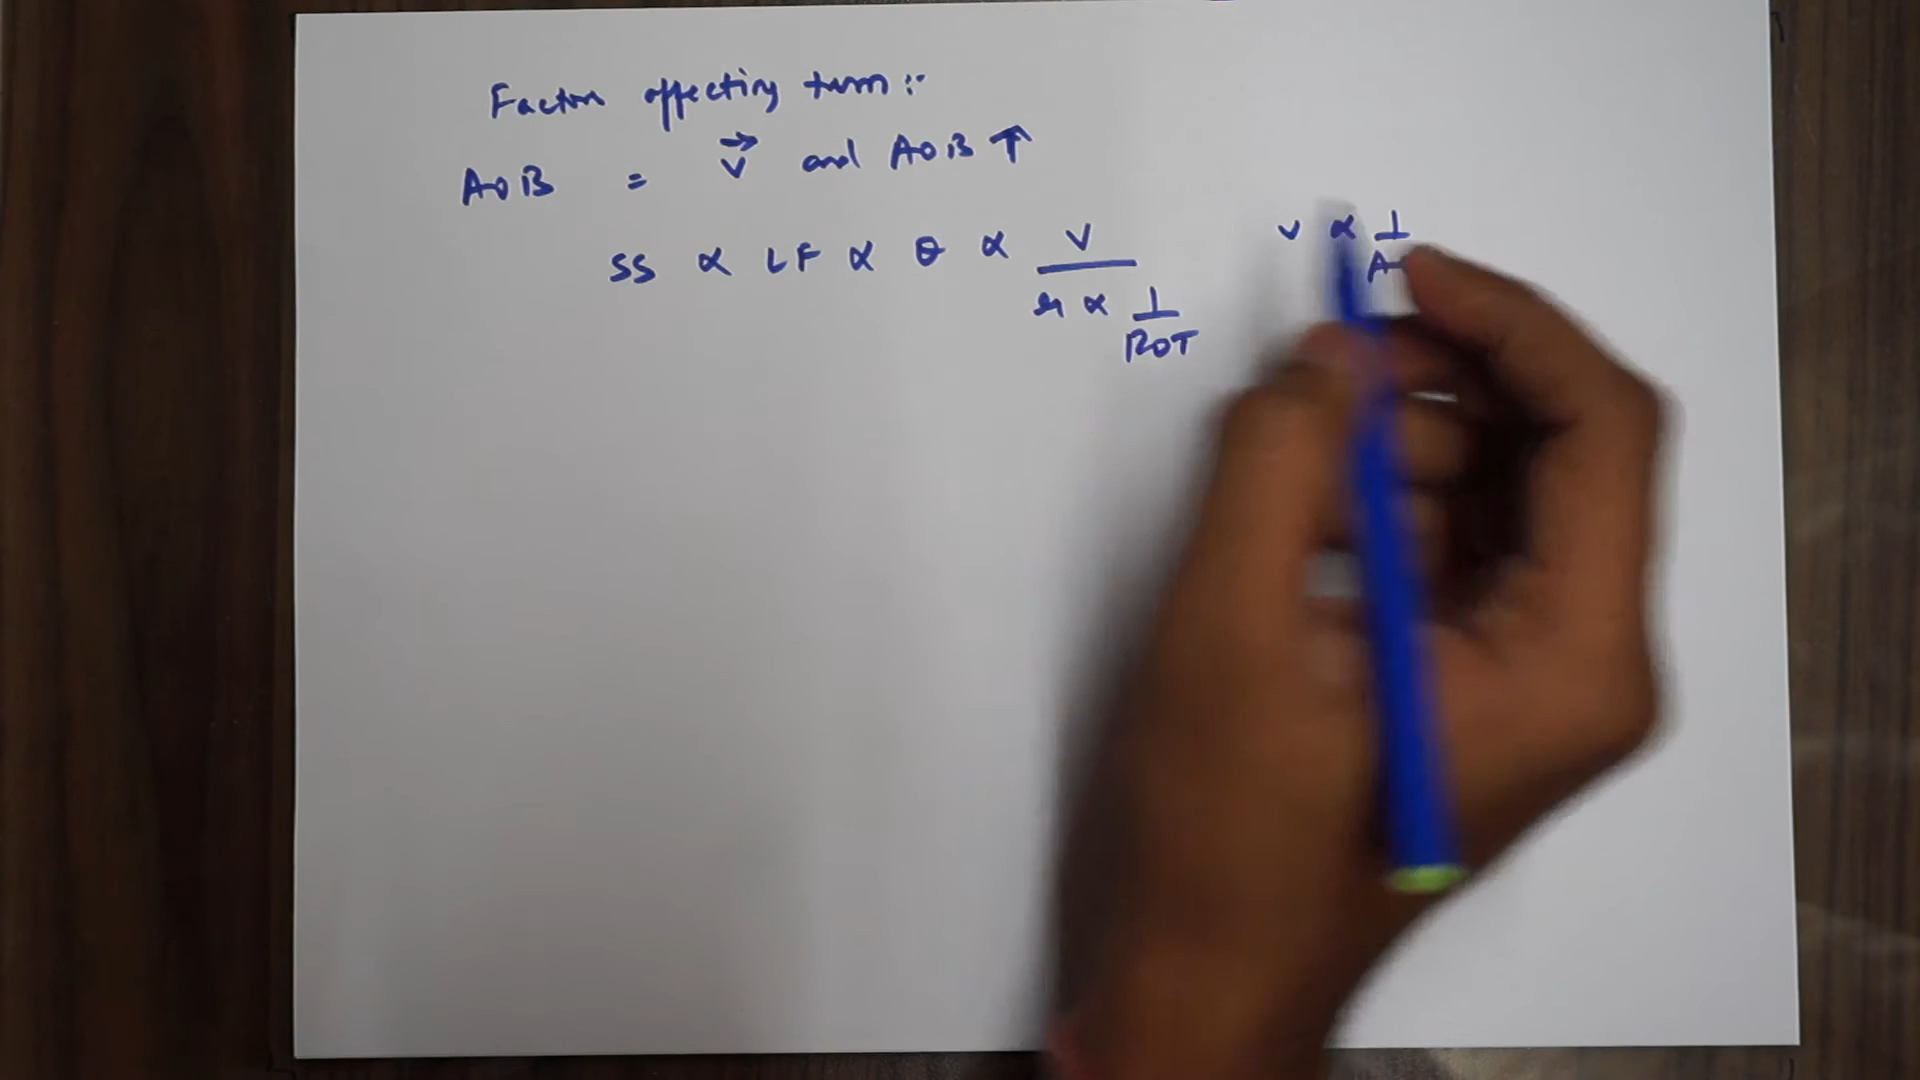 Factors affecting turn :-
AOB = v⃗ and AOB ↑
SS ∝ LF ∝ θ ∝ V / r ∝ 1 / ROT
v ∝ 1 /